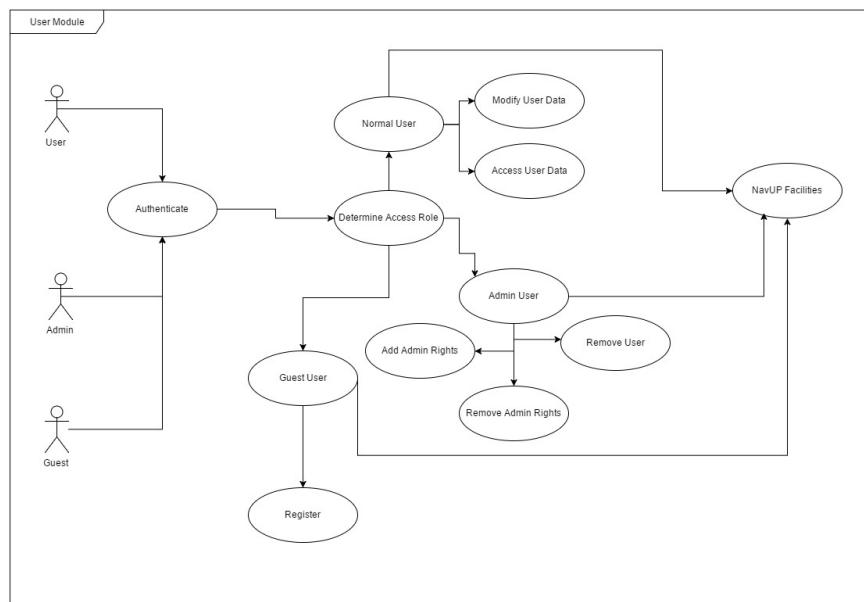 User Module
User
Admin
Guest
Authenticate
Determine Access Role
Normal User
Modify User Data
Access User Data
NavUP Facilities
Admin User
Add Admin Rights
Remove User
Remove Admin Rights
Guest User
Register